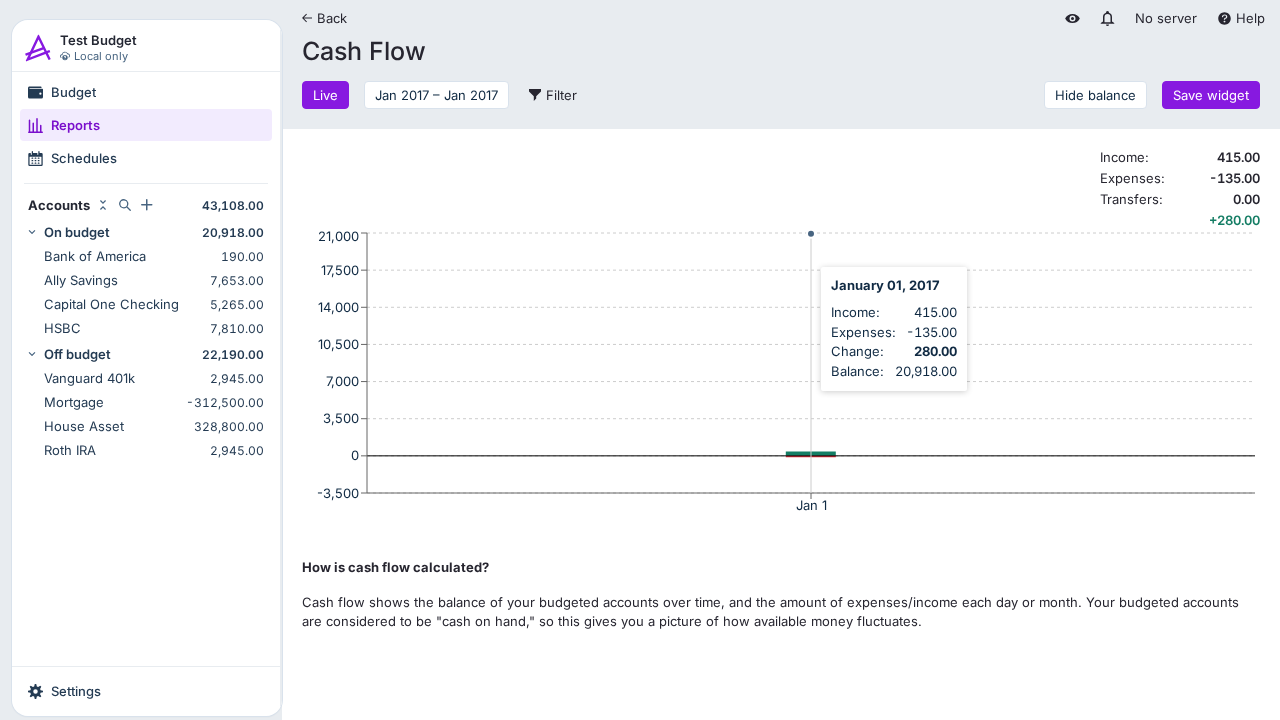 Test Budget
Local only
Budget
Reports
Schedules
Accounts 43,108.00
On budget 20,918.00
Bank of America 190.00
Ally Savings 7,653.00
Capital One Checking 5,265.00
HSBC 7,810.00
Off budget 22,190.00
Vanguard 401k 2,945.00
Mortgage -312,500.00
House Asset 328,800.00
Roth IRA 2,945.00
Settings
Back
No server
Help
Cash Flow
Live
Jan 2017 – Jan 2017
Filter
Hide balance
Save widget
Income: 415.00
Expenses: -135.00
Transfers: 0.00
+280.00
21,000
17,500
14,000
10,500
7,000
3,500
0
-3,500
Jan 1
January 01, 2017
Income: 415.00
Expenses: -135.00
Change: 280.00
Balance: 20,918.00
How is cash flow calculated?
Cash flow shows the balance of your budgeted accounts over time, and the amount of expenses/income each day or month. Your budgeted accounts
are considered to be "cash on hand," so this gives you a picture of how available money fluctuates.